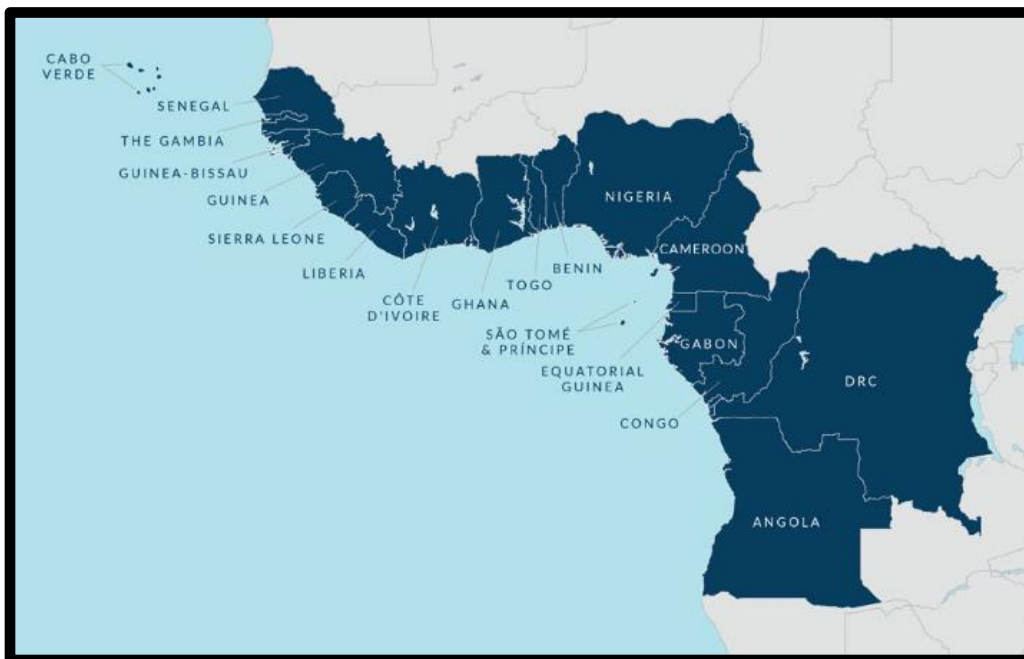 CABO
VERDE
SENEGAL
THE GAMBIA
GUINEA-BISSAU
GUINEA
SIERRA LEONE
LIBERIA
CÔTE
D'IVOIRE
GHANA
TOGO
BENIN
NIGERIA
CAMEROON
SÃO TOMÉ
& PRÍNCIPE
EQUATORIAL
GUINEA
GABON
CONGO
DRC
ANGOLA